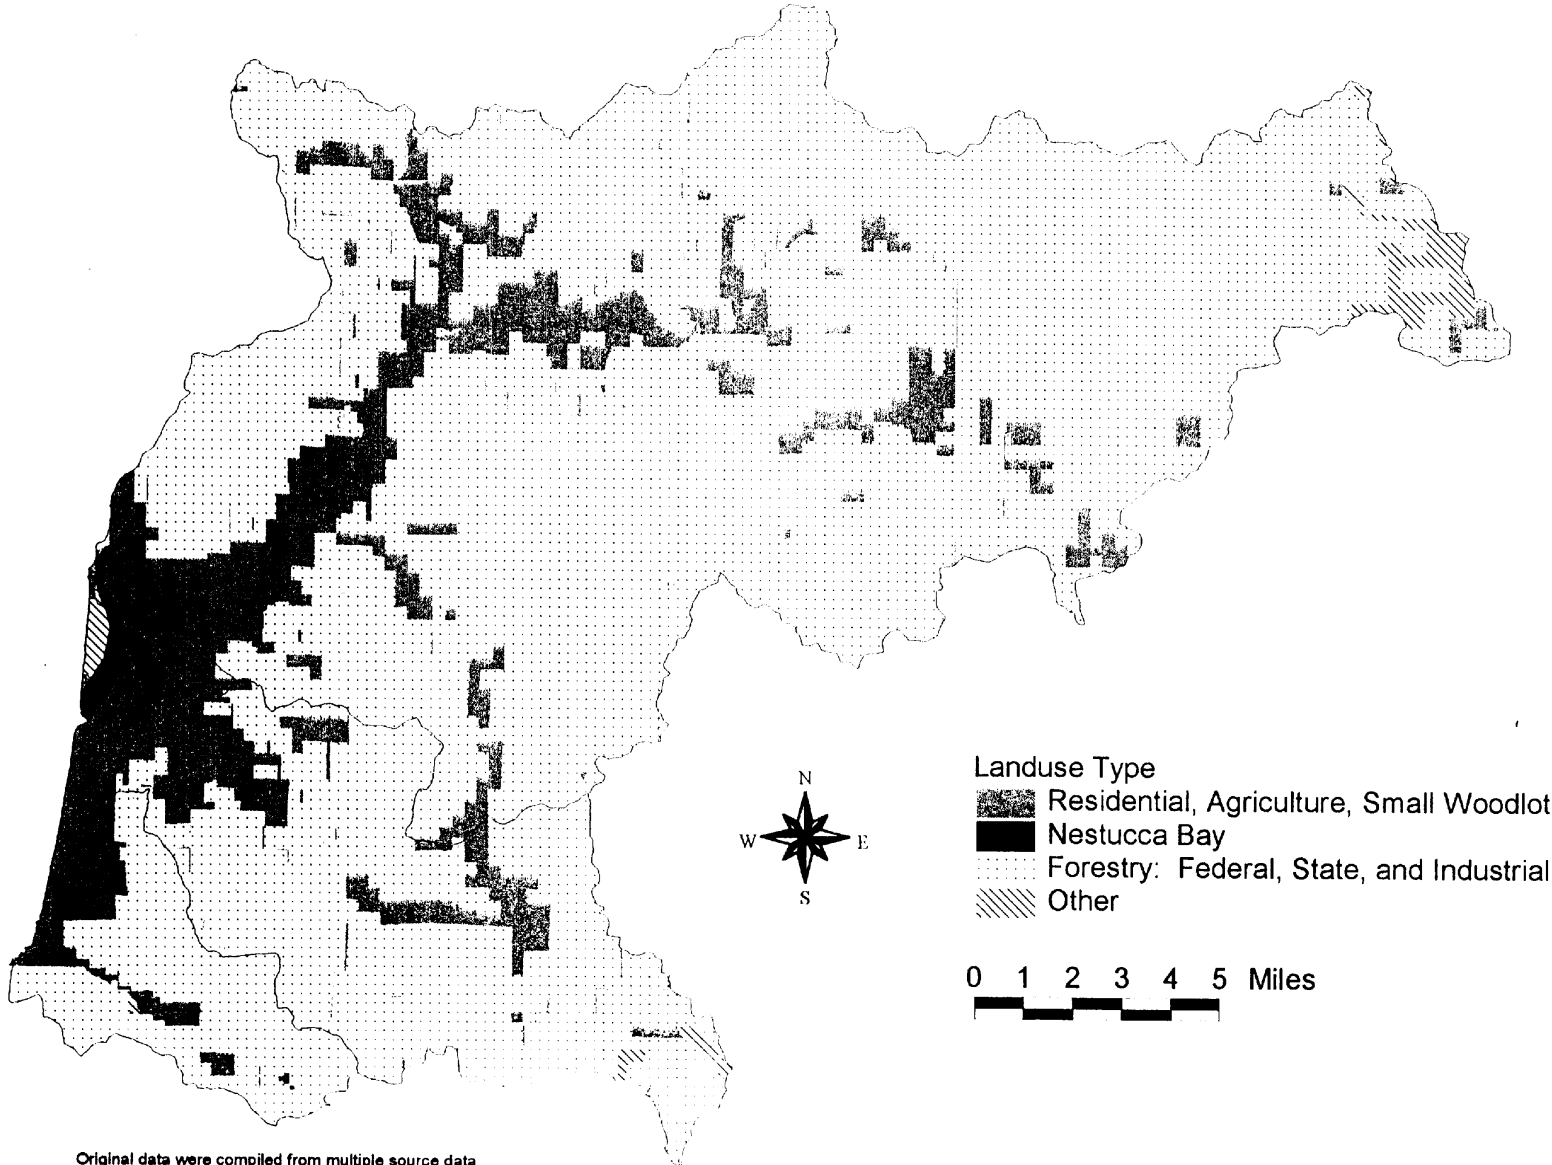 N
W E
S
Landuse Type
Residential, Agriculture, Small Woodlot
Nestucca Bay
Forestry: Federal, State, and Industrial
Other
0 1 2 3 4 5 Miles
Original data were compiled from multiple source data